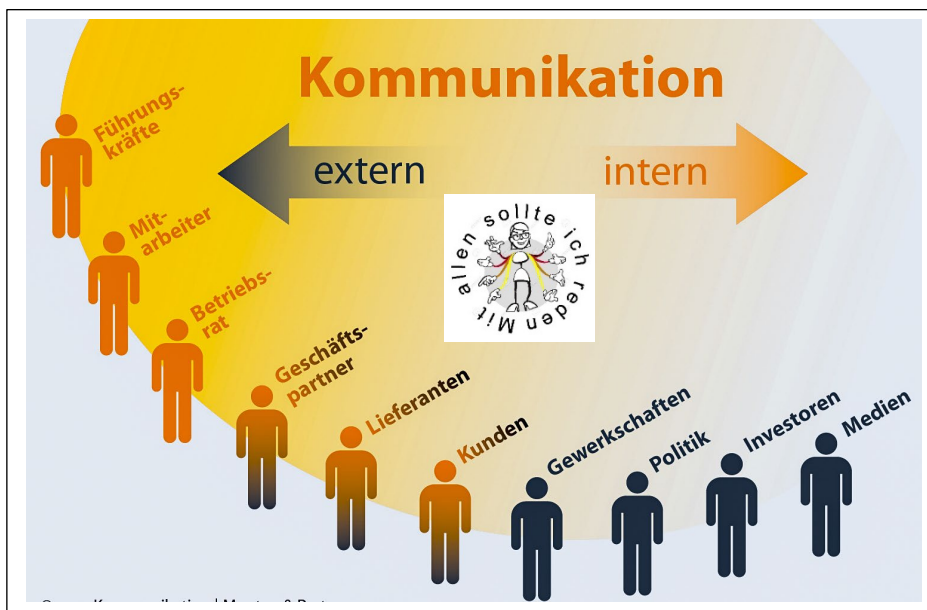 Kommunikation
extern
intern
Mit allen sollte ich reden
Führungs-
kräfte
Mit-
arbeiter
Betriebs-
rat
Geschäfts-
partner
Lieferanten
Kunden
Gewerkschaften
Politik
Investoren
Medien